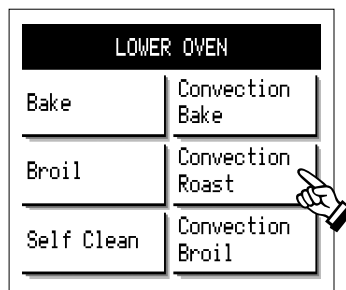 LOWER OVEN
Bake
Convection
Bake
Broil
Convection
Roast
Self Clean
Convection
Broil